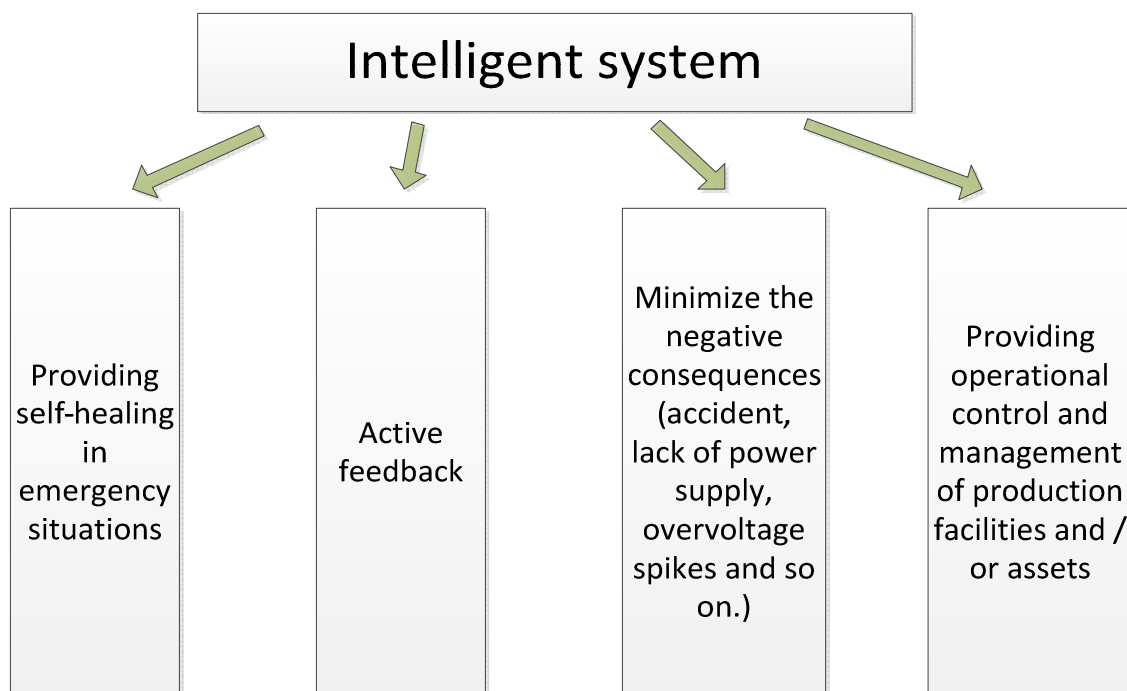 Intelligent system
Providing
self-healing
in
emergency
situations
Active
feedback
Minimize the
negative
consequences
(accident,
lack of power
supply,
overvoltage
spikes and so
on.)
Providing
operational
control and
management
of production
facilities and /
or assets